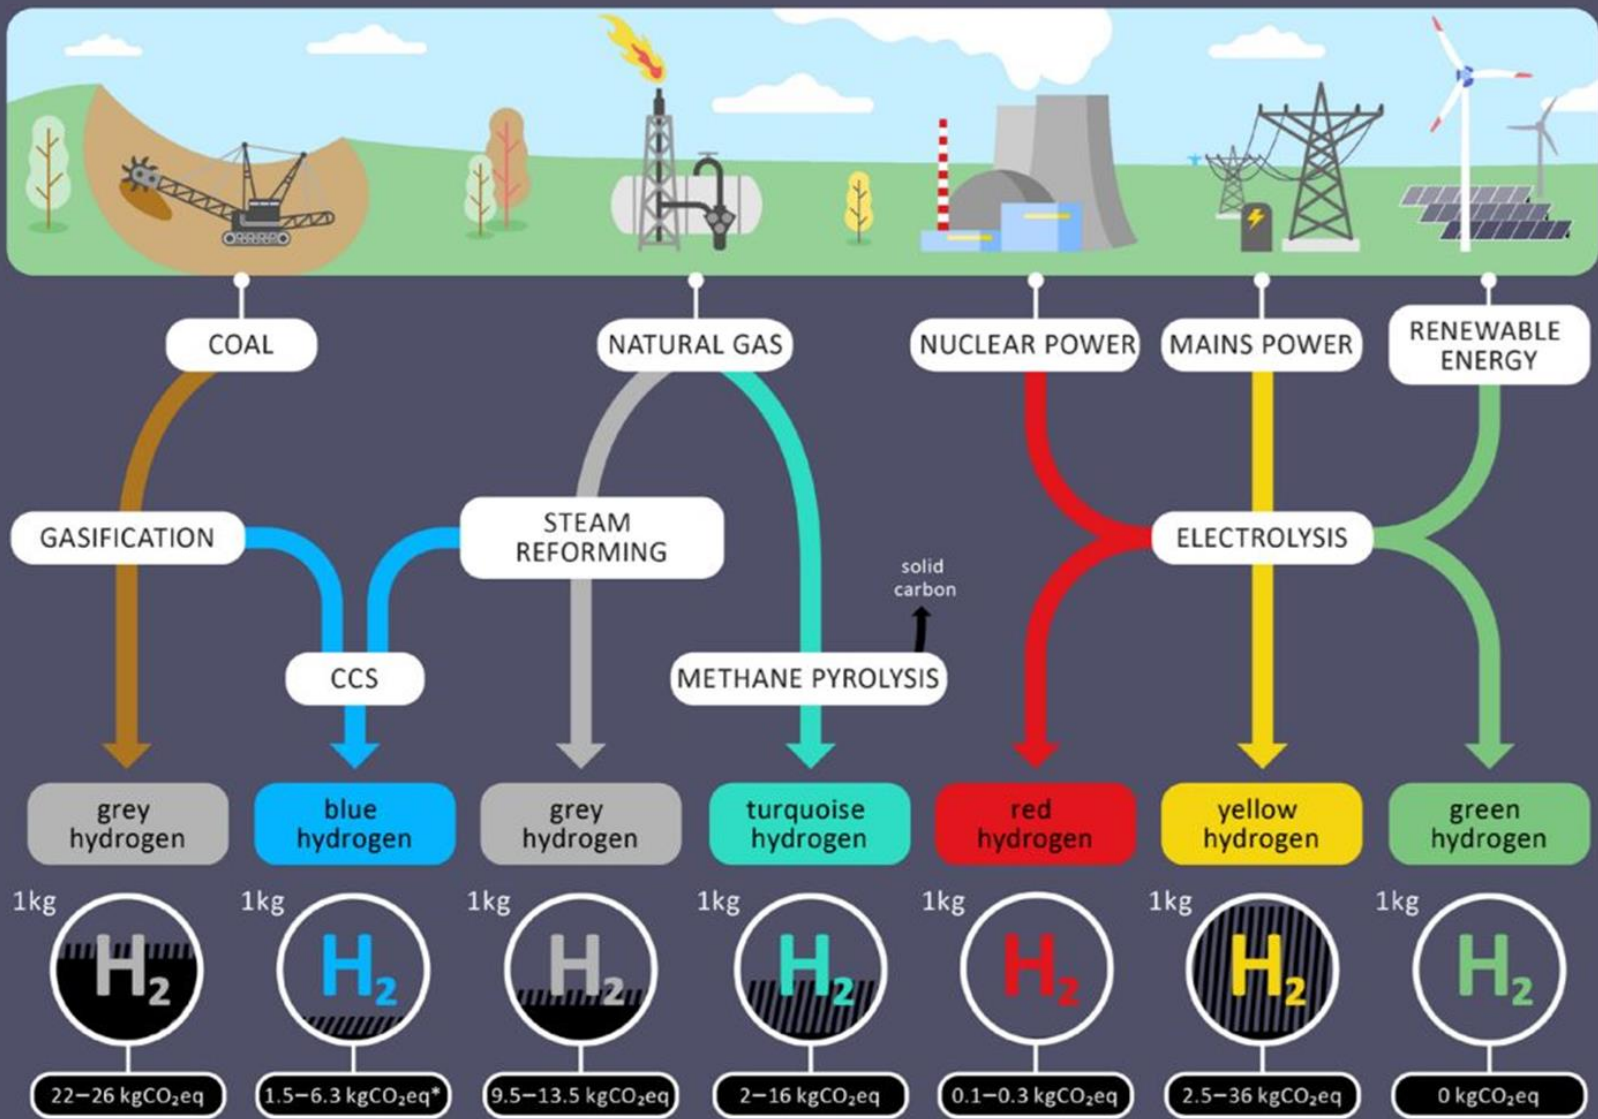 COAL
NATURAL GAS
NUCLEAR POWER
MAINS POWER
RENEWABLE
ENERGY
GASIFICATION
STEAM
REFORMING
ELECTROLYSIS
solid
carbon
CCS
METHANE PYROLYSIS
grey
hydrogen
blue
hydrogen
grey
hydrogen
turquoise
hydrogen
red
hydrogen
yellow
hydrogen
green
hydrogen
1kg
H₂
1kg
H₂
1kg
H₂
1kg
H₂
1kg
H₂
1kg
H₂
1kg
H₂
22–26 kgCO₂eq
1.5–6.3 kgCO₂eq*
9.5–13.5 kgCO₂eq
2–16 kgCO₂eq
0.1–0.3 kgCO₂eq
2.5–36 kgCO₂eq
0 kgCO₂eq